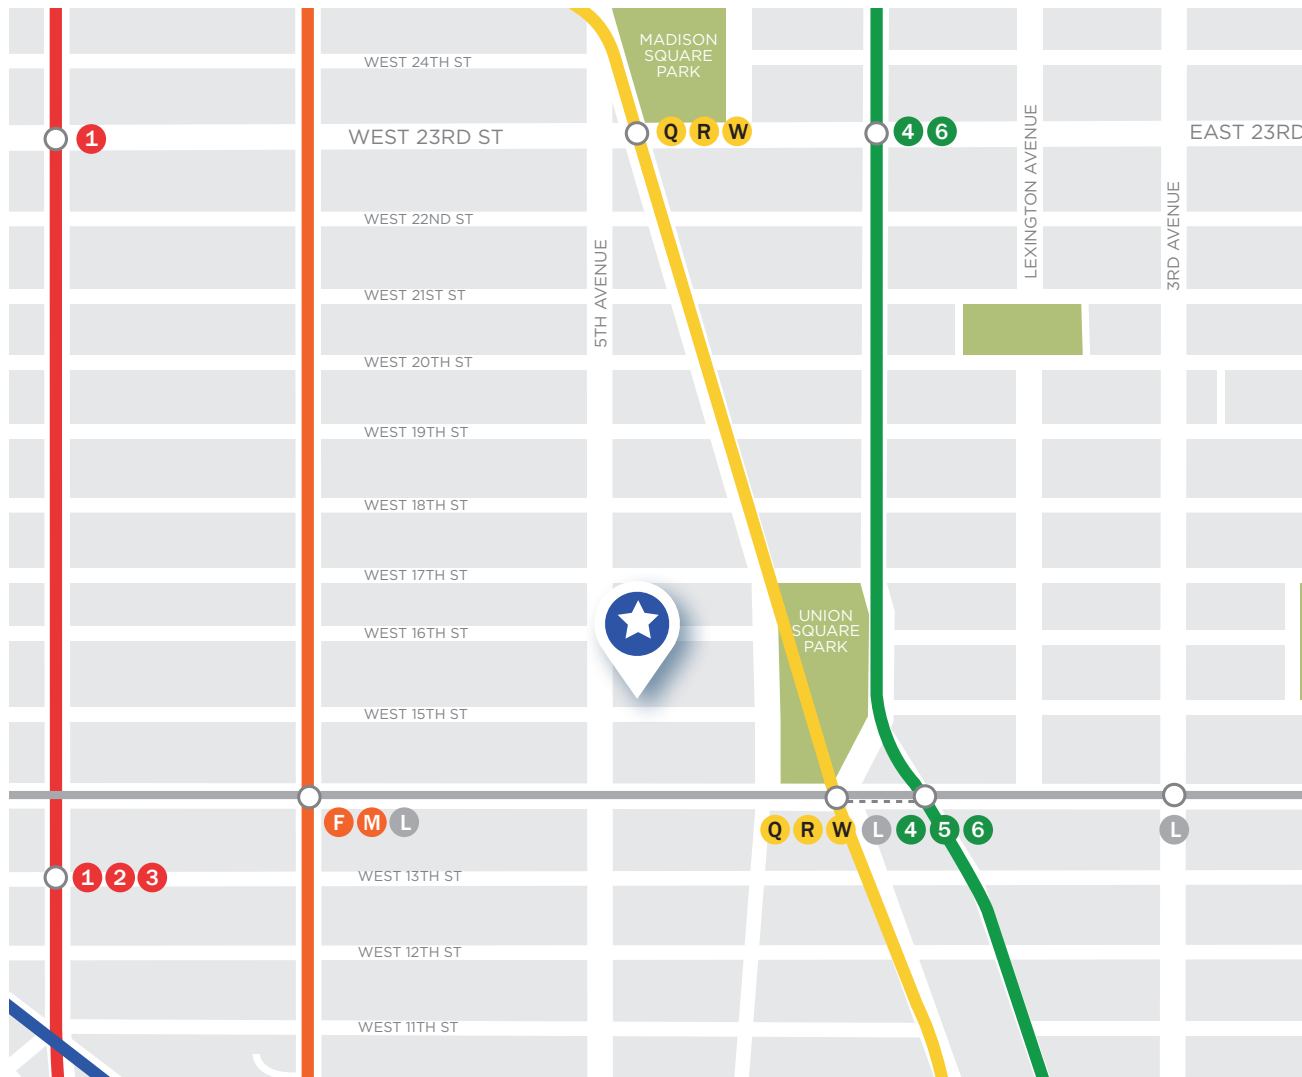 MADISON
SQUARE
PARK
WEST 24TH ST
1
WEST 23RD ST
Q R W
4 6
EAST 23RD
LEXINGTON AVENUE
3RD AVENUE
WEST 22ND ST
5TH AVENUE
WEST 21ST ST
WEST 20TH ST
WEST 19TH ST
WEST 18TH ST
WEST 17TH ST
UNION
SQUARE
PARK
WEST 16TH ST
WEST 15TH ST
F M L
Q R W L 4 5 6
L
1 2 3
WEST 13TH ST
WEST 12TH ST
WEST 11TH ST